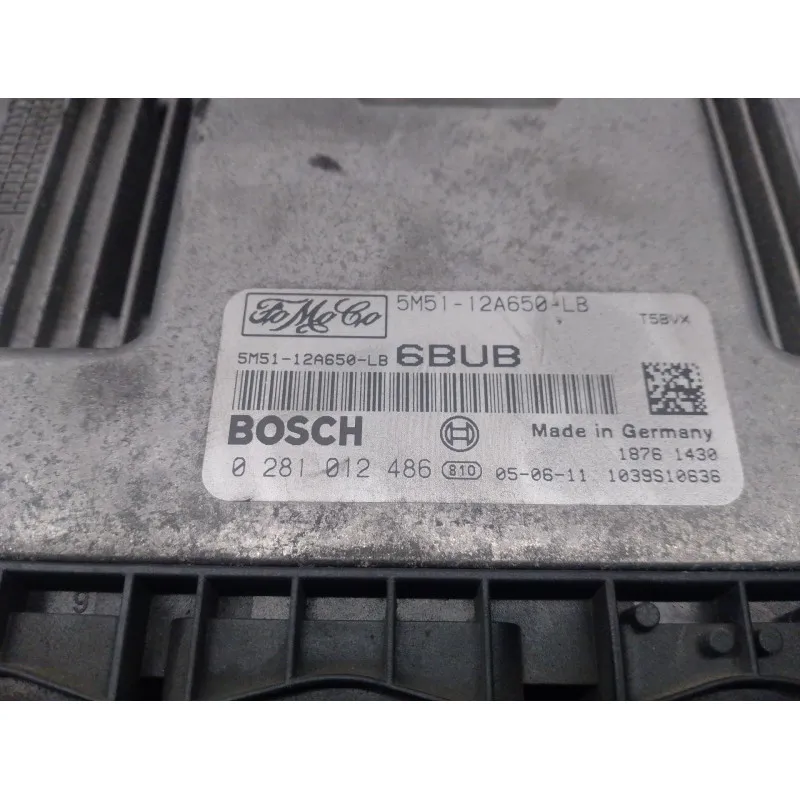 FoMoCo 5M51-12A650-LB T5BVX
5M51-12A650-LB 6BUB
BOSCH Made in Germany
1876 1430
0 281 012 486 810 05-06-11 1039S10636
9